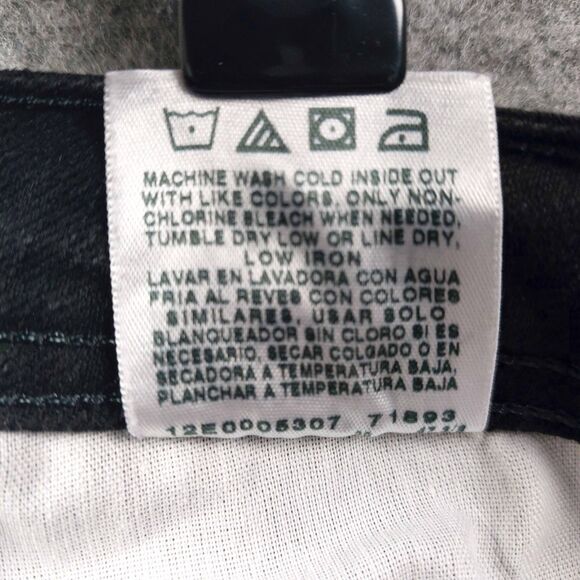 MACHINE WASH COLD INSIDE OUT
WITH LIKE COLORS, ONLY NON-
CHLORINE BLEACH WHEN NEEDED,
TUMBLE DRY LOW OR LINE DRY,
LOW IRON
LAVAR EN LAVADORA CON AGUA
FRIA AL REVES CON COLORES
SIMILARES, USAR SOLO
BLANQUEADOR SIN CLORO SI ES
NECESARIO, SECAR COLGADO O EN
SECADORA A TEMPERATURA BAJA,
PLANCHAR A TEMPERATURA BAJA
12E0005307 71893